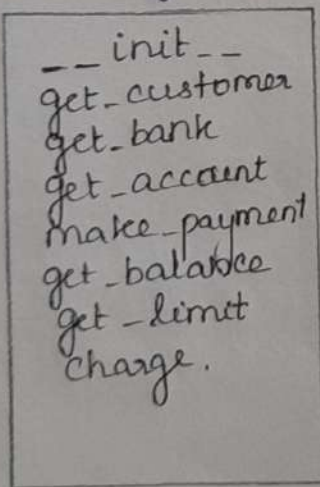 __init__
get_customer
get_bank
get_account
make_payment
get_balance
get_limit
charge.